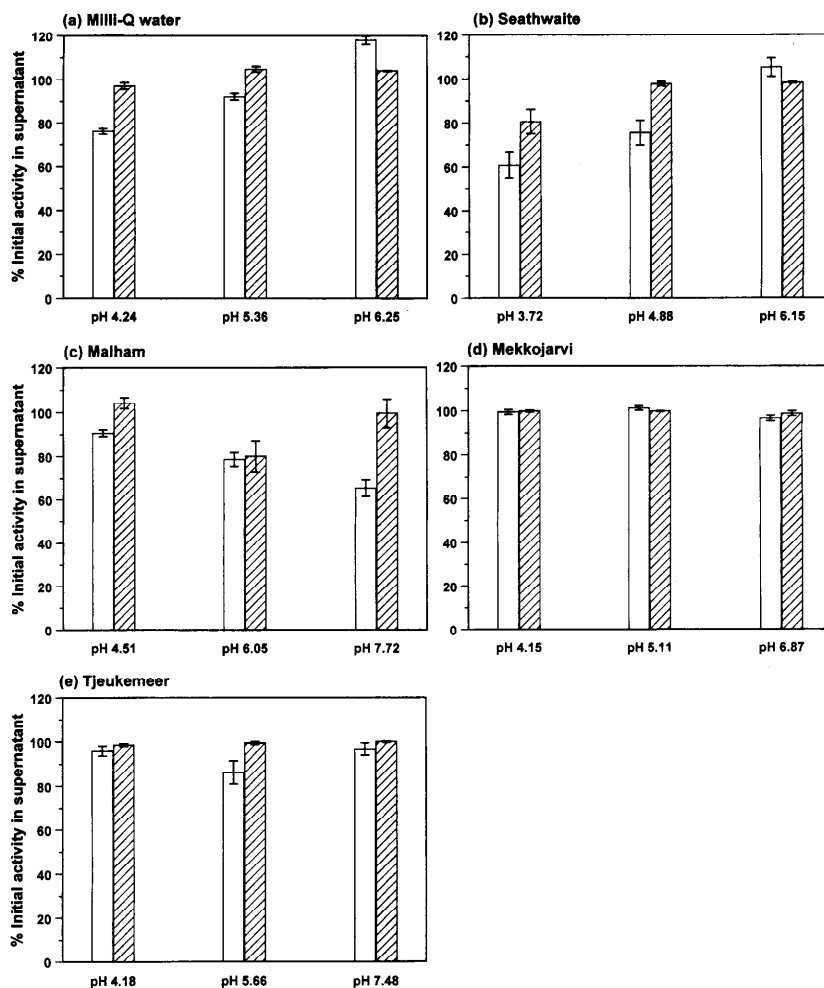 (a) Milli-Q water
% Initial activity in supernatant
120
100
80
60
40
20
0
pH 4.24
pH 5.36
pH 6.25
(b) Seathwaite
120
100
80
60
40
20
0
pH 3.72
pH 4.88
pH 6.15
(c) Malham
% Initial activity in supernatant
120
100
80
60
40
20
0
pH 4.51
pH 6.05
pH 7.72
(d) Mekkojarvi
120
100
80
60
40
20
0
pH 4.15
pH 5.11
pH 6.87
(e) Tjeukemeer
% Initial activity in supernatant
120
100
80
60
40
20
0
pH 4.18
pH 5.66
pH 7.48